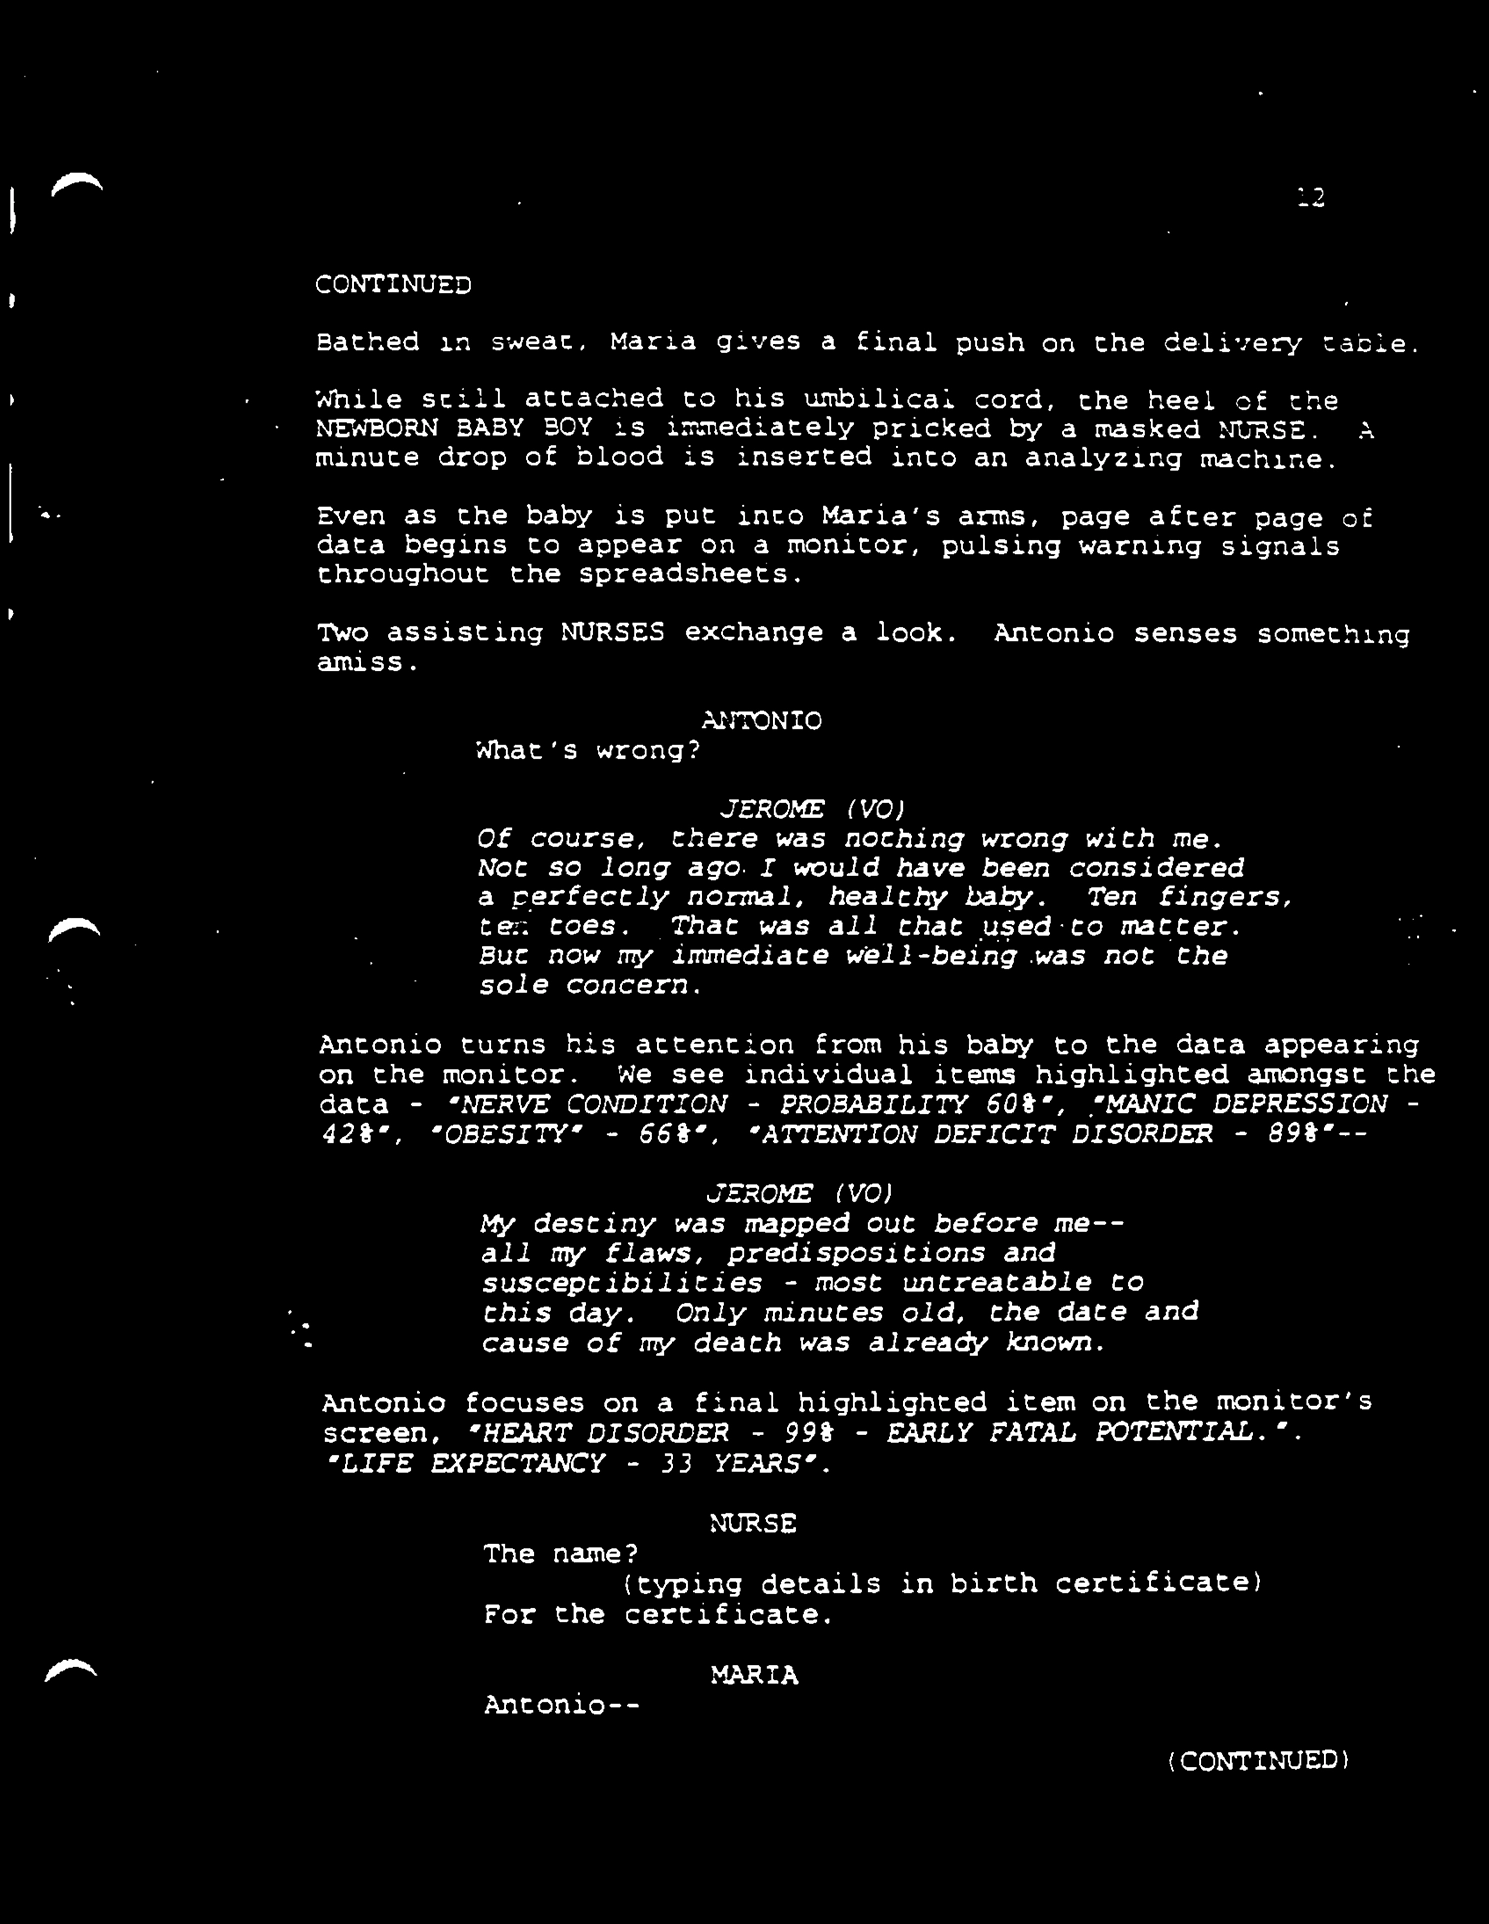 12
CONTINUED
Bathed in sweat, Maria gives a final push on the delivery table.
While still attached to his umbilical cord, the heel of the
NEWBORN BABY BOY is immediately pricked by a masked NURSE. A
minute drop of blood is inserted into an analyzing machine.
Even as the baby is put into Maria's arms, page after page of
data begins to appear on a monitor, pulsing warning signals
throughout the spreadsheets.
Two assisting NURSES exchange a look. Antonio senses something
amiss.
ANTONIO
What's wrong?
JEROME (VO)
Of course, there was nothing wrong with me.
Not so long ago I would have been considered
a perfectly normal, healthy baby. Ten fingers,
ten toes. That was all that used to matter.
But now my immediate well-being was not the
sole concern.
Antonio turns his attention from his baby to the data appearing
on the monitor. We see individual items highlighted amongst the
data - "NERVE CONDITION - PROBABILITY 60%", "MANIC DEPRESSION -
42%", "OBESITY" - 66%", "ATTENTION DEFICIT DISORDER - 89%"--
JEROME (VO)
My destiny was mapped out before me--
all my flaws, predispositions and
susceptibilities - most untreatable to
this day. Only minutes old, the date and
cause of my death was already known.
Antonio focuses on a final highlighted item on the monitor's
screen, "HEART DISORDER - 99% - EARLY FATAL POTENTIAL.".
"LIFE EXPECTANCY - 33 YEARS".
NURSE
The name?
(typing details in birth certificate)
For the certificate.
MARIA
Antonio--
(CONTINUED)